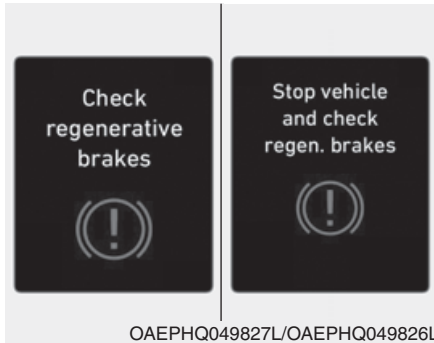 Check
regenerative
brakes
Stop vehicle
and check
regen. brakes
OAEPHQ049827L/OAEPHQ049826L